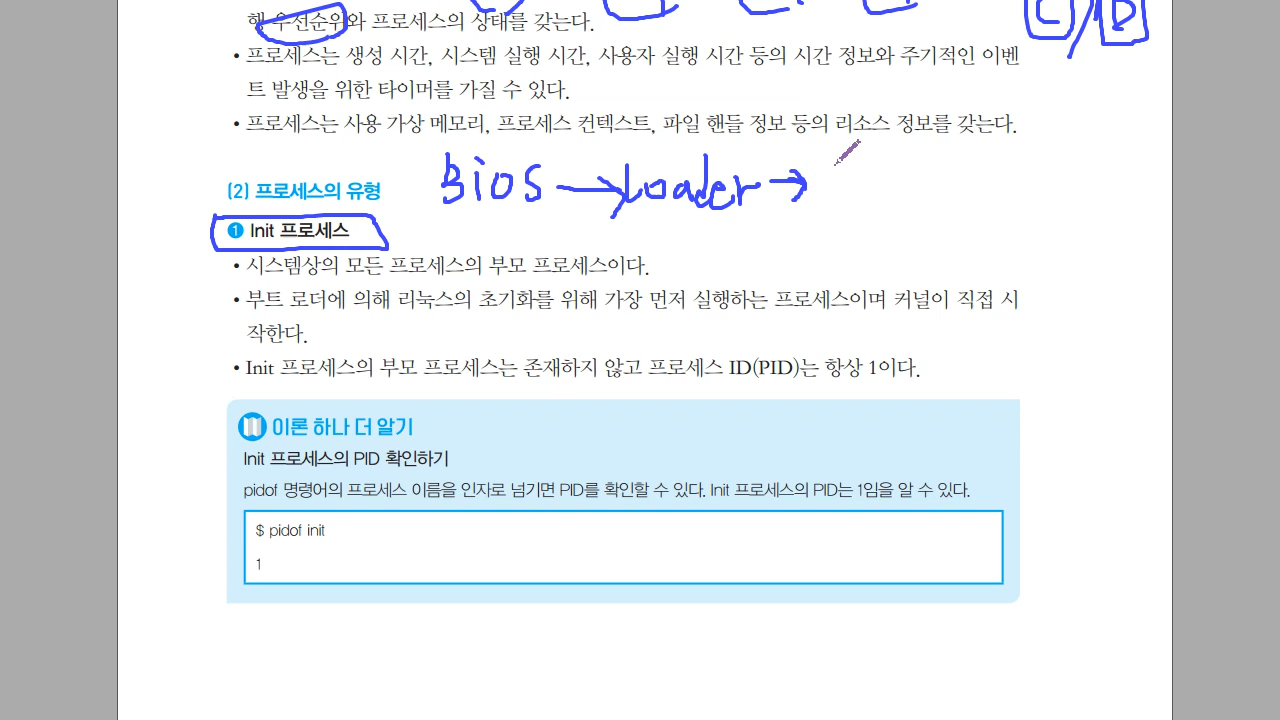 C / D
행 우선순위와 프로세스의 상태를 갖는다.
• 프로세스는 생성 시간, 시스템 실행 시간, 사용자 실행 시간 등의 시간 정보와 주기적인 이벤
트 발생을 위한 타이머를 가질 수 있다.
• 프로세스는 사용 가상 메모리, 프로세스 컨텍스트, 파일 핸들 정보 등의 리소스 정보를 갖는다.
BiOS → Loader →
(2) 프로세스의 유형
❶ Init 프로세스
• 시스템상의 모든 프로세스의 부모 프로세스이다.
• 부트 로더에 의해 리눅스의 초기화를 위해 가장 먼저 실행하는 프로세스이며 커널이 직접 시
작한다.
• Init 프로세스의 부모 프로세스는 존재하지 않고 프로세스 ID(PID)는 항상 1이다.
이론 하나 더 알기
Init 프로세스의 PID 확인하기
pidof 명령어의 프로세스 이름을 인자로 넘기면 PID를 확인할 수 있다. Init 프로세스의 PID는 1임을 알 수 있다.
$ pidof init
1